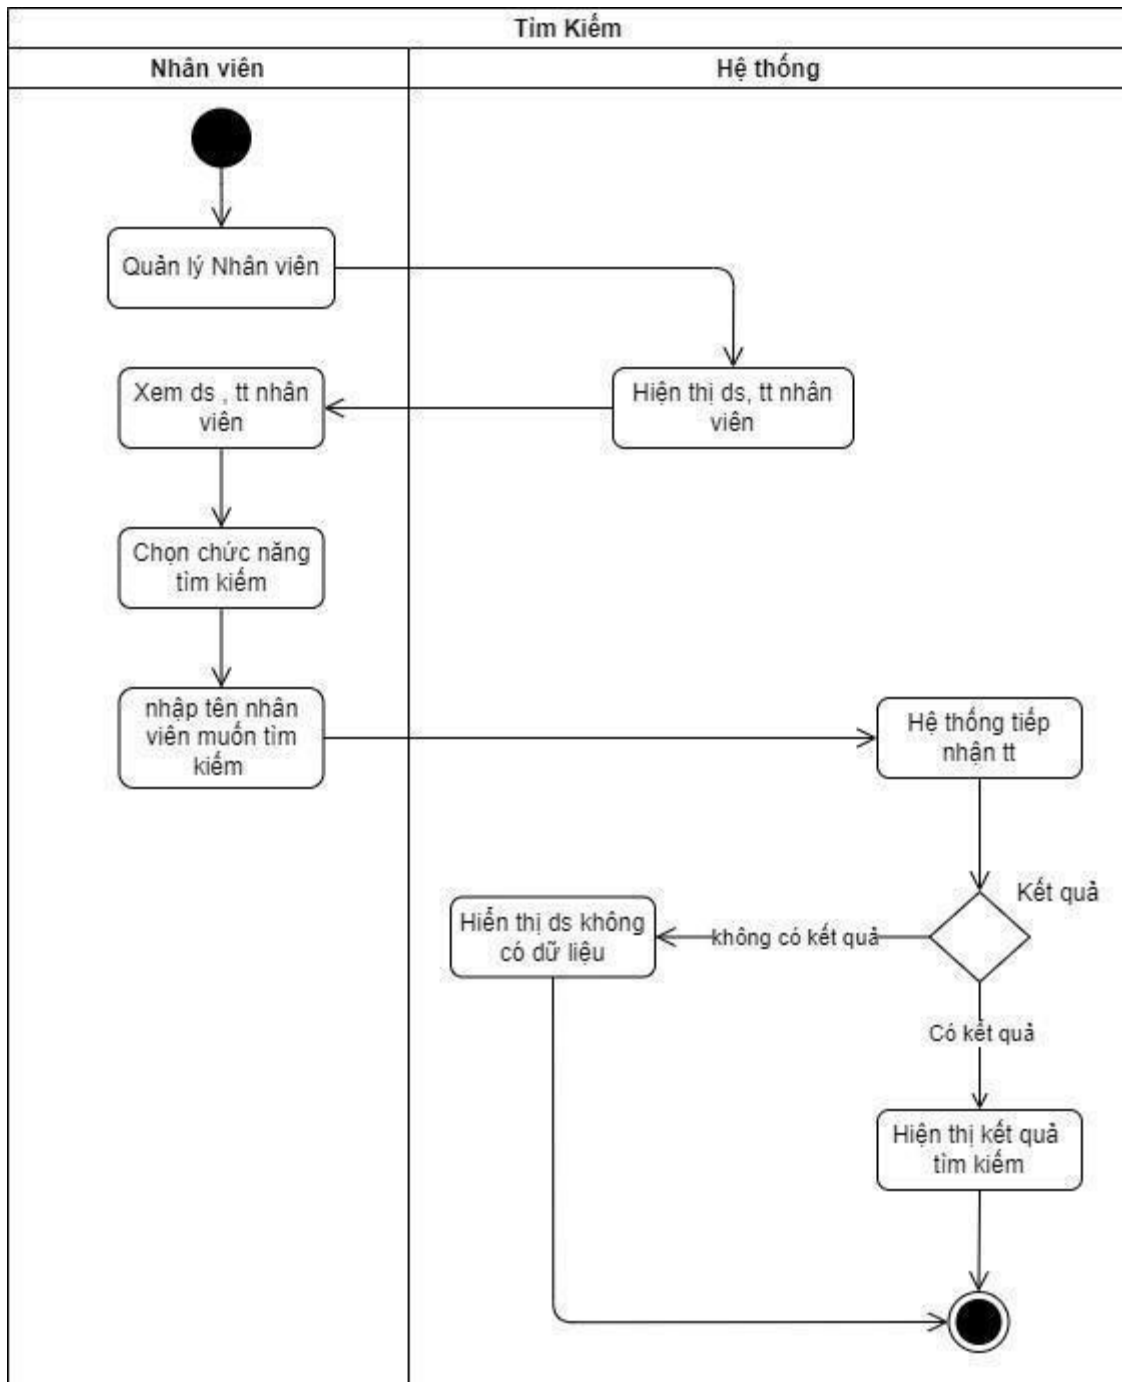 Tìm Kiếm
Nhân viên
Hệ thống
Quản lý Nhân viên
Xem ds , tt nhân
viên
Hiện thị ds, tt nhân
viên
Chọn chức năng
tìm kiếm
nhập tên nhân
viên muốn tìm
kiếm
Hệ thống tiếp
nhận tt
Kết quả
Hiển thị ds không
có dữ liệu
không có kết quả
Có kết quả
Hiện thị kết quả
tìm kiếm